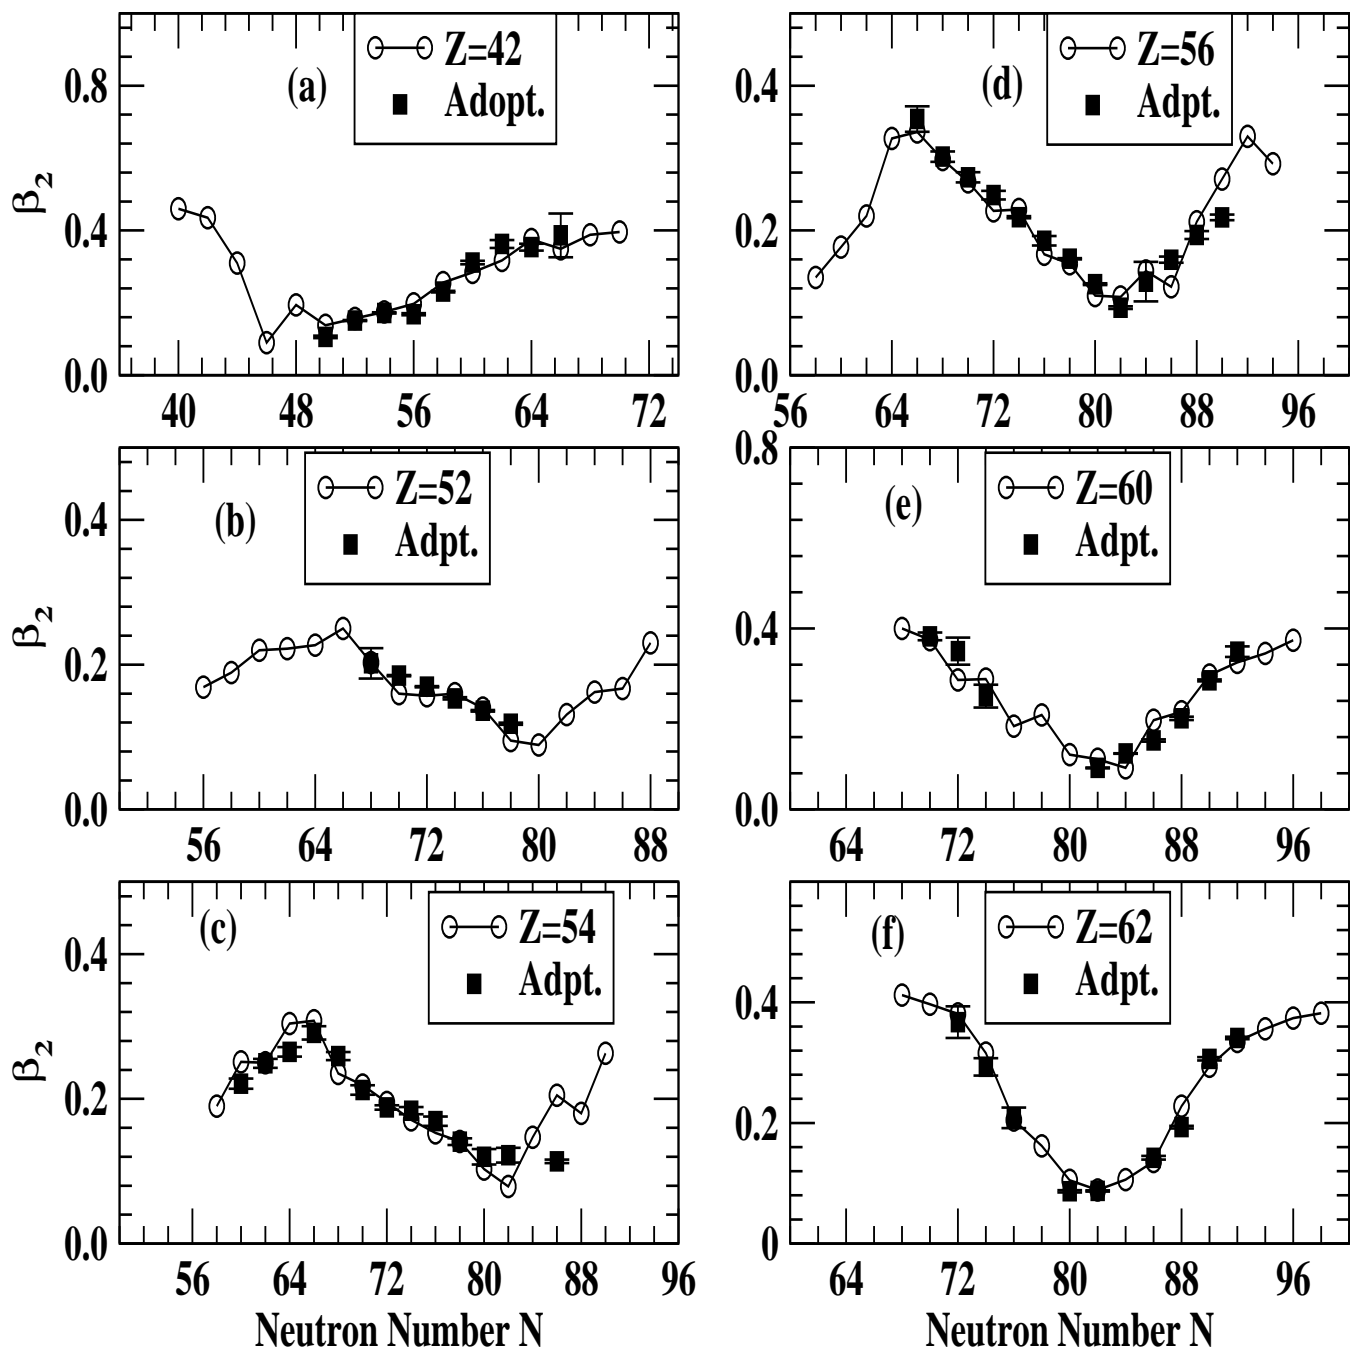 (a)
Z=42
Adopt.
β₂
0.8
0.4
0.0
40 48 56 64 72
(d)
Z=56
Adpt.
0.4
0.2
0.0
56 64 72 80 88 96
(b)
Z=52
Adpt.
β₂
0.4
0.2
0.0
56 64 72 80 88
(e)
Z=60
Adpt.
0.8
0.4
0.0
64 72 80 88 96
(c)
Z=54
Adpt.
β₂
0.4
0.2
0.0
56 64 72 80 88 96
Neutron Number N
(f)
Z=62
Adpt.
0.4
0.2
0
64 72 80 88 96
Neutron Number N